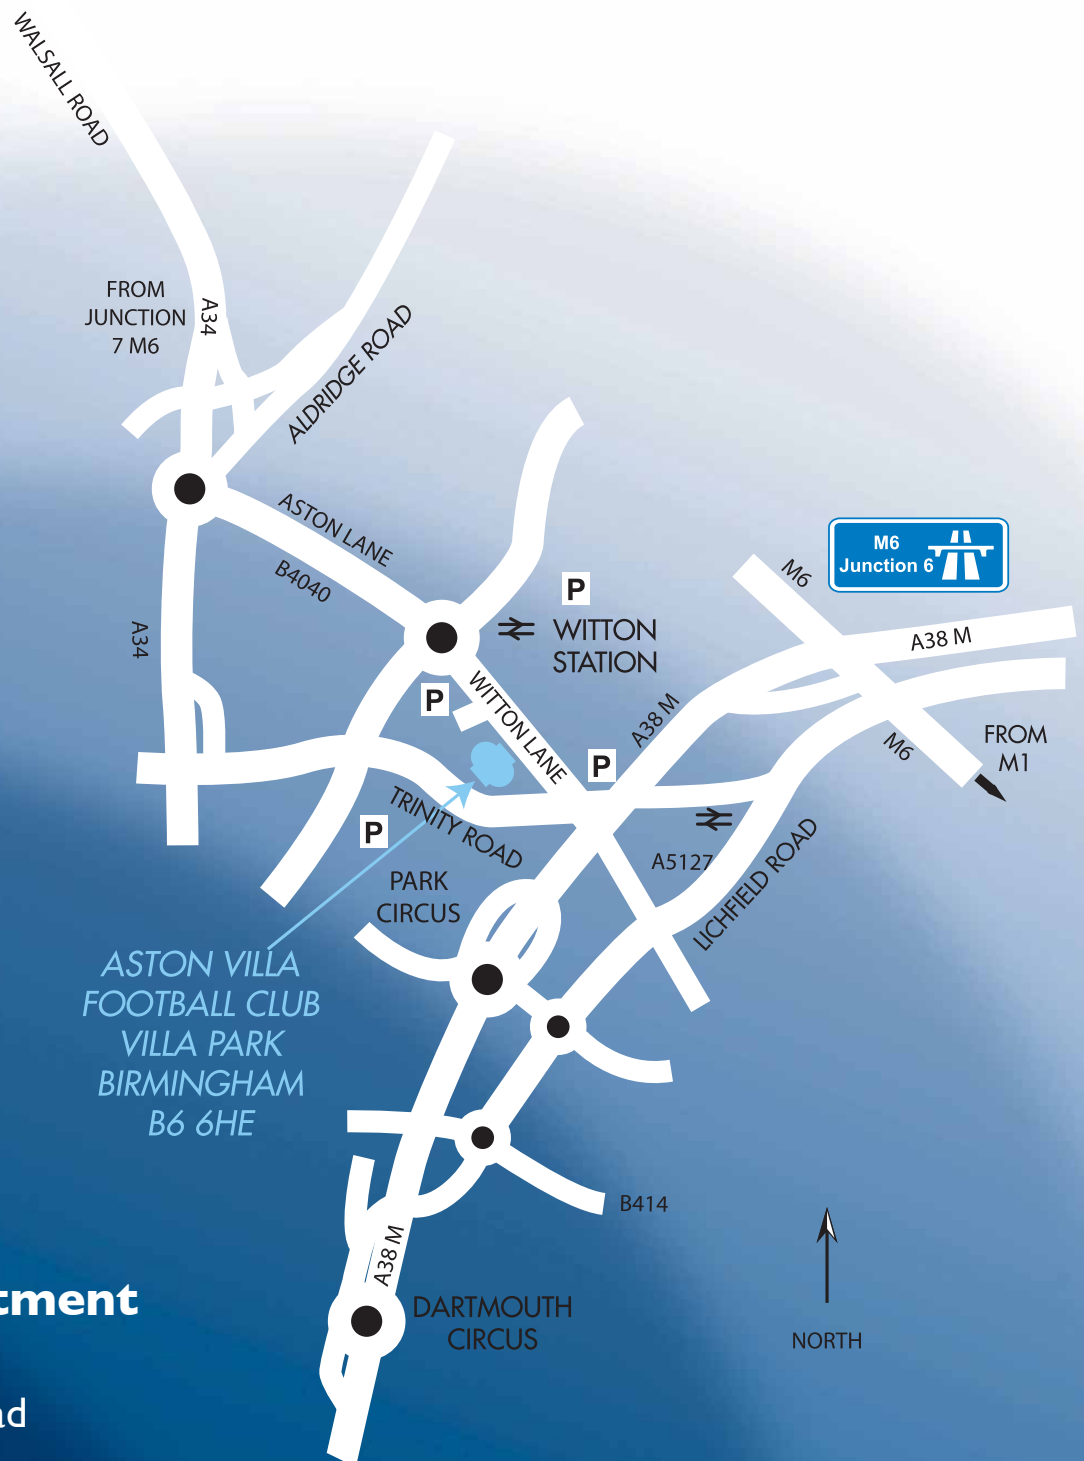 WALSALL ROAD
FROM
JUNCTION
7 M6
A34
ALDRIDGE ROAD
ASTON LANE
B4040
A34
M6
Junction 6
M6
P
WITTON
STATION
A38 M
P
WITTON LANE
A38 M
M6
FROM
M1
P
TRINITY ROAD
P
A5127
LICHFIELD ROAD
PARK
CIRCUS
ASTON VILLA
FOOTBALL CLUB
VILLA PARK
BIRMINGHAM
B6 6HE
B414
A38 M
tment
DARTMOUTH
CIRCUS
NORTH
ad